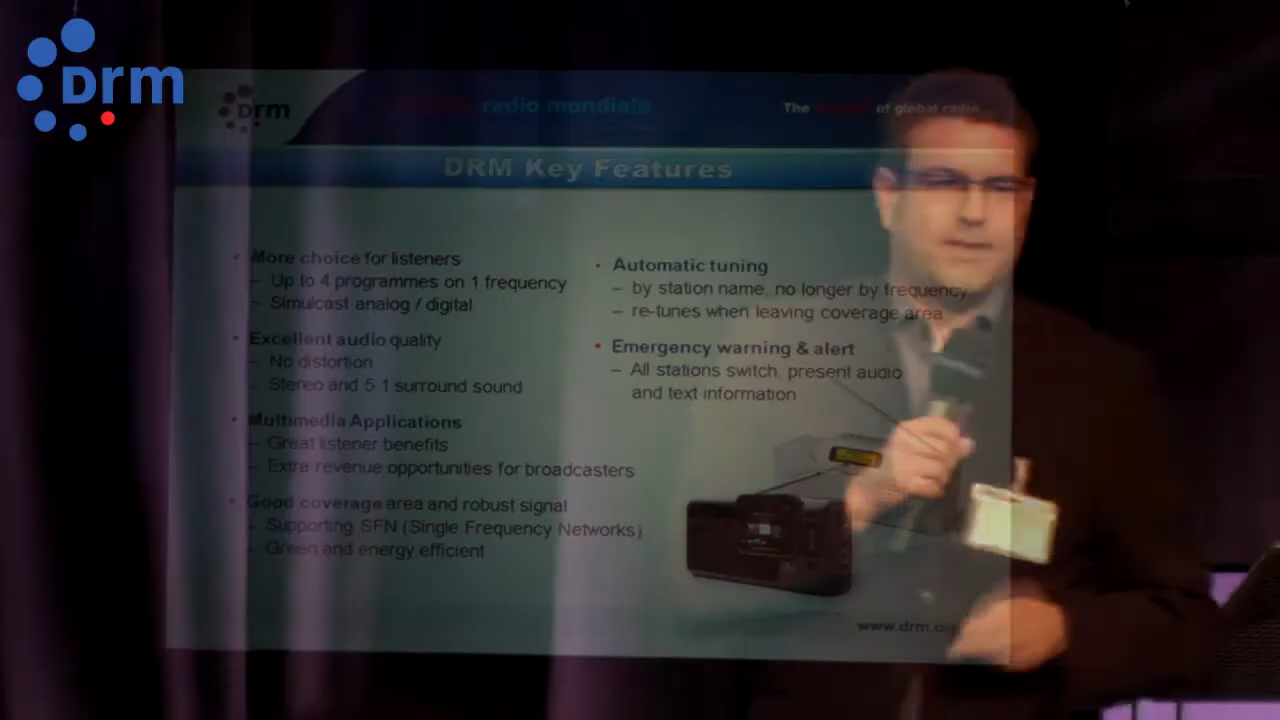 Drm
drm
radio mondiale
The of global radio
DRM Key Features
• More choice for listeners
– Up to 4 programmes on 1 frequency
– Simulcast analog / digital
• Excellent audio quality
– No distortion
– Stereo and 5.1 surround sound
• Multimedia Applications
– Great listener benefits
– Extra revenue opportunities for broadcasters
• Good coverage area and robust signal
– Supporting SFN (Single Frequency Networks)
– Green and energy efficient
• Automatic tuning
– by station name, no longer by frequency
– re-tunes when leaving coverage area
• Emergency warning & alert
– All stations switch, present audio
and text information
www.drm.o